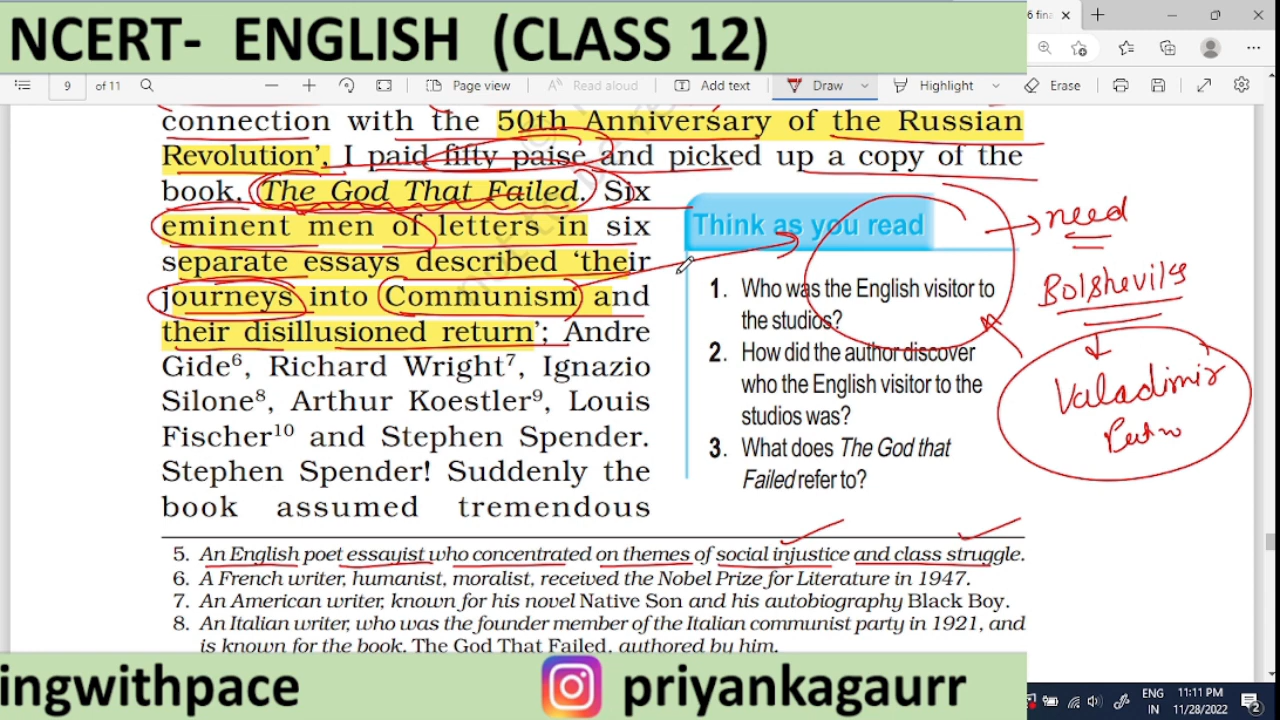 NCERT- ENGLISH (CLASS 12)
6 fina
9 of 11
Page view
Read aloud
Add text
Draw
Highlight
Erase
connection with the 50th Anniversary of the Russian
Revolution', I paid fifty paise and picked up a copy of the
book, The God That Failed. Six
eminent men of letters in six
separate essays described 'their
journeys into Communism and
their disillusioned return'; Andre
Gide⁶, Richard Wright⁷, Ignazio
Silone⁸, Arthur Koestler⁹, Louis
Fischer¹⁰ and Stephen Spender.
Stephen Spender! Suddenly the
book assumed tremendous
Think as you read
1. Who was the English visitor to
the studios?
2. How did the author discover
who the English visitor to the
studios was?
3. What does The God that
Failed refer to?
need
Bolsheviks
Valadimir
5. An English poet essayist who concentrated on themes of social injustice and class struggle.
6. A French writer, humanist, moralist, received the Nobel Prize for Literature in 1947.
7. An American writer, known for his novel Native Son and his autobiography Black Boy.
8. An Italian writer, who was the founder member of the Italian communist party in 1921, and
is known for the book, The God That Failed, authored by him.
ingwithpace
priyankagaurr
ENG
IN
11:11 PM
11/28/2022
2